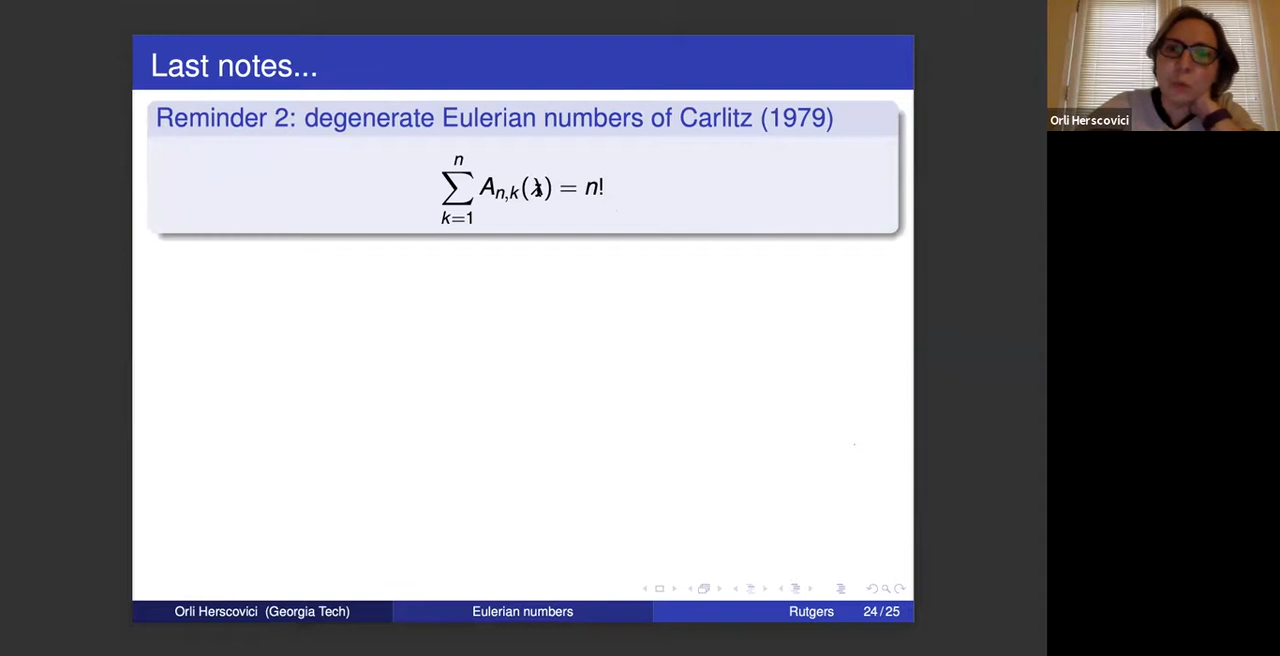 Last notes...
Reminder 2: degenerate Eulerian numbers of Carlitz (1979)
n
∑ A_{n,k}(λ) = n!
k=1
Orli Herscovici (Georgia Tech) Eulerian numbers Rutgers 24/25
Orli Herscovici